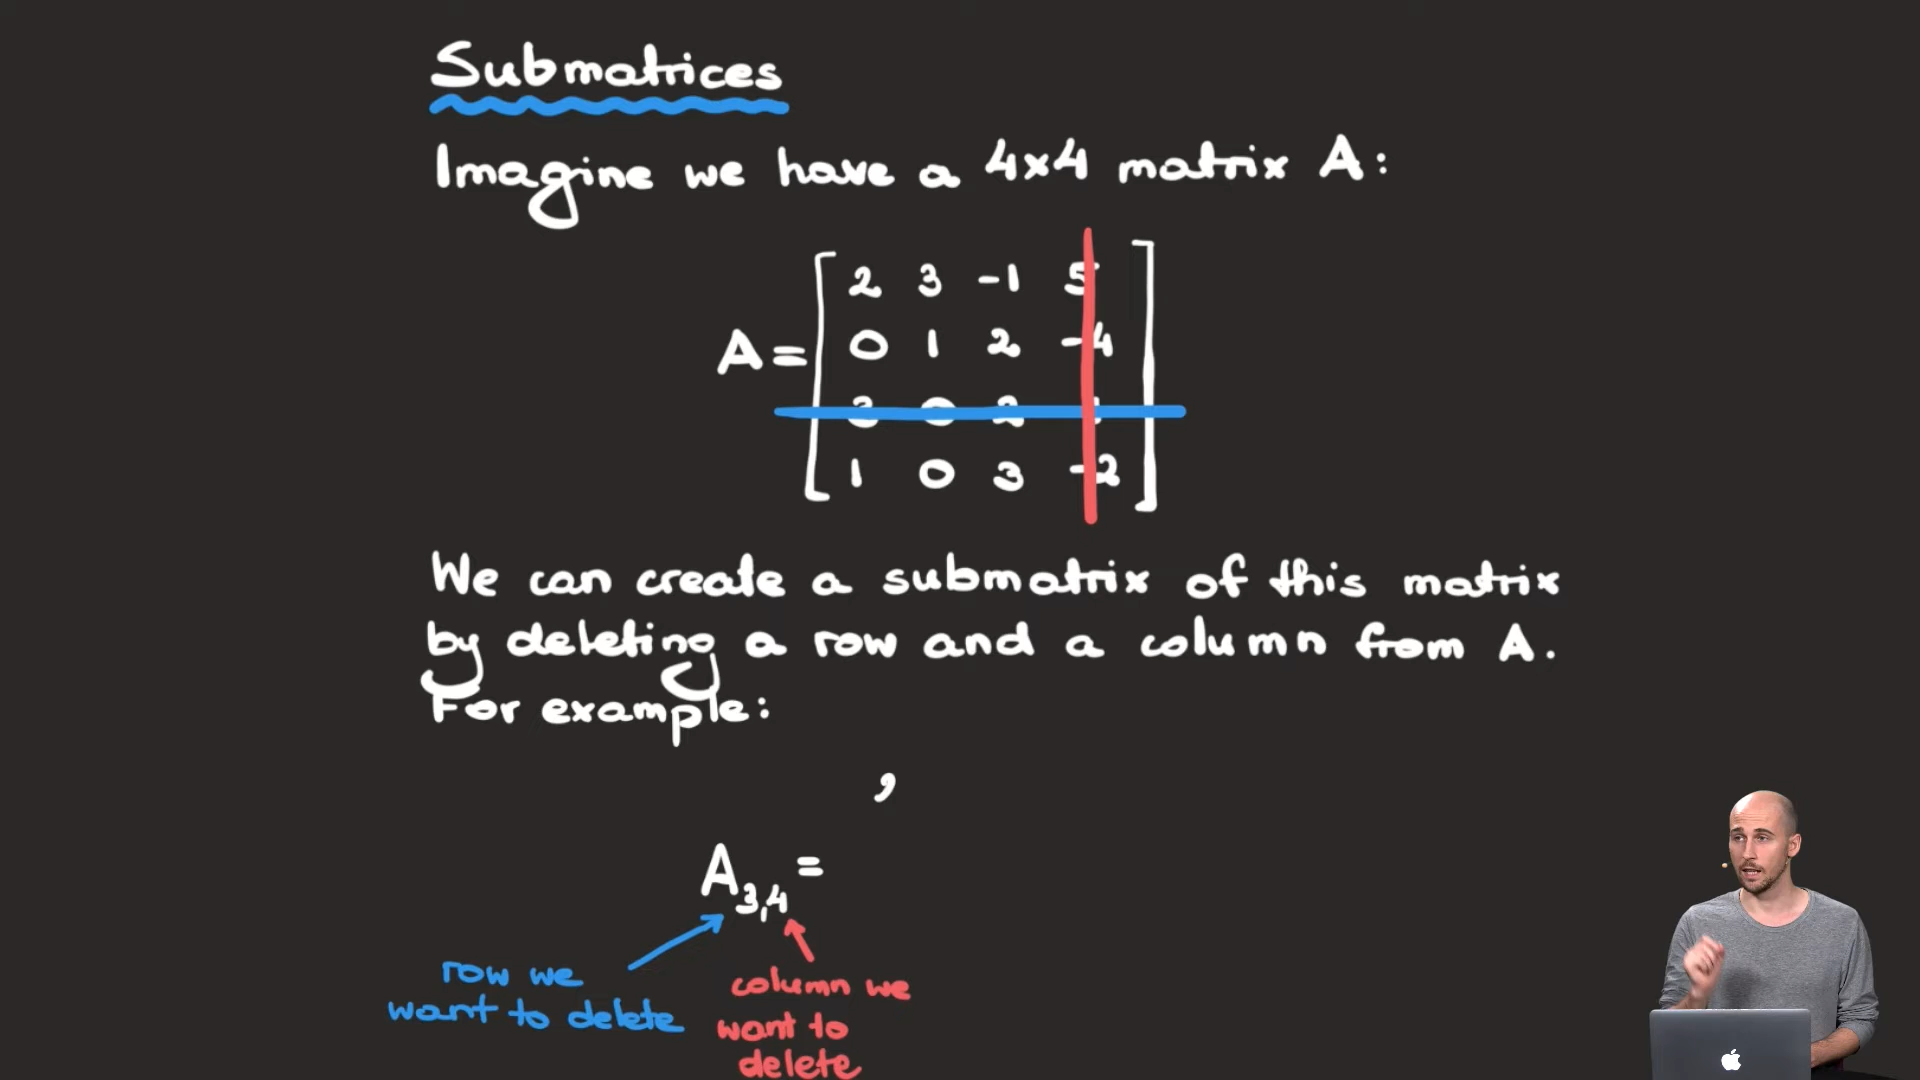 Submatrices
Imagine we have a 4x4 matrix A:
2 3 -1 5
0 1 2 -4
A=
0
1 0 3 -2
We can create a submatrix of this matrix
by deleting a row and a column from A.
For example:
,
A3,4 =
row we
want to delete
column we
want to
delete